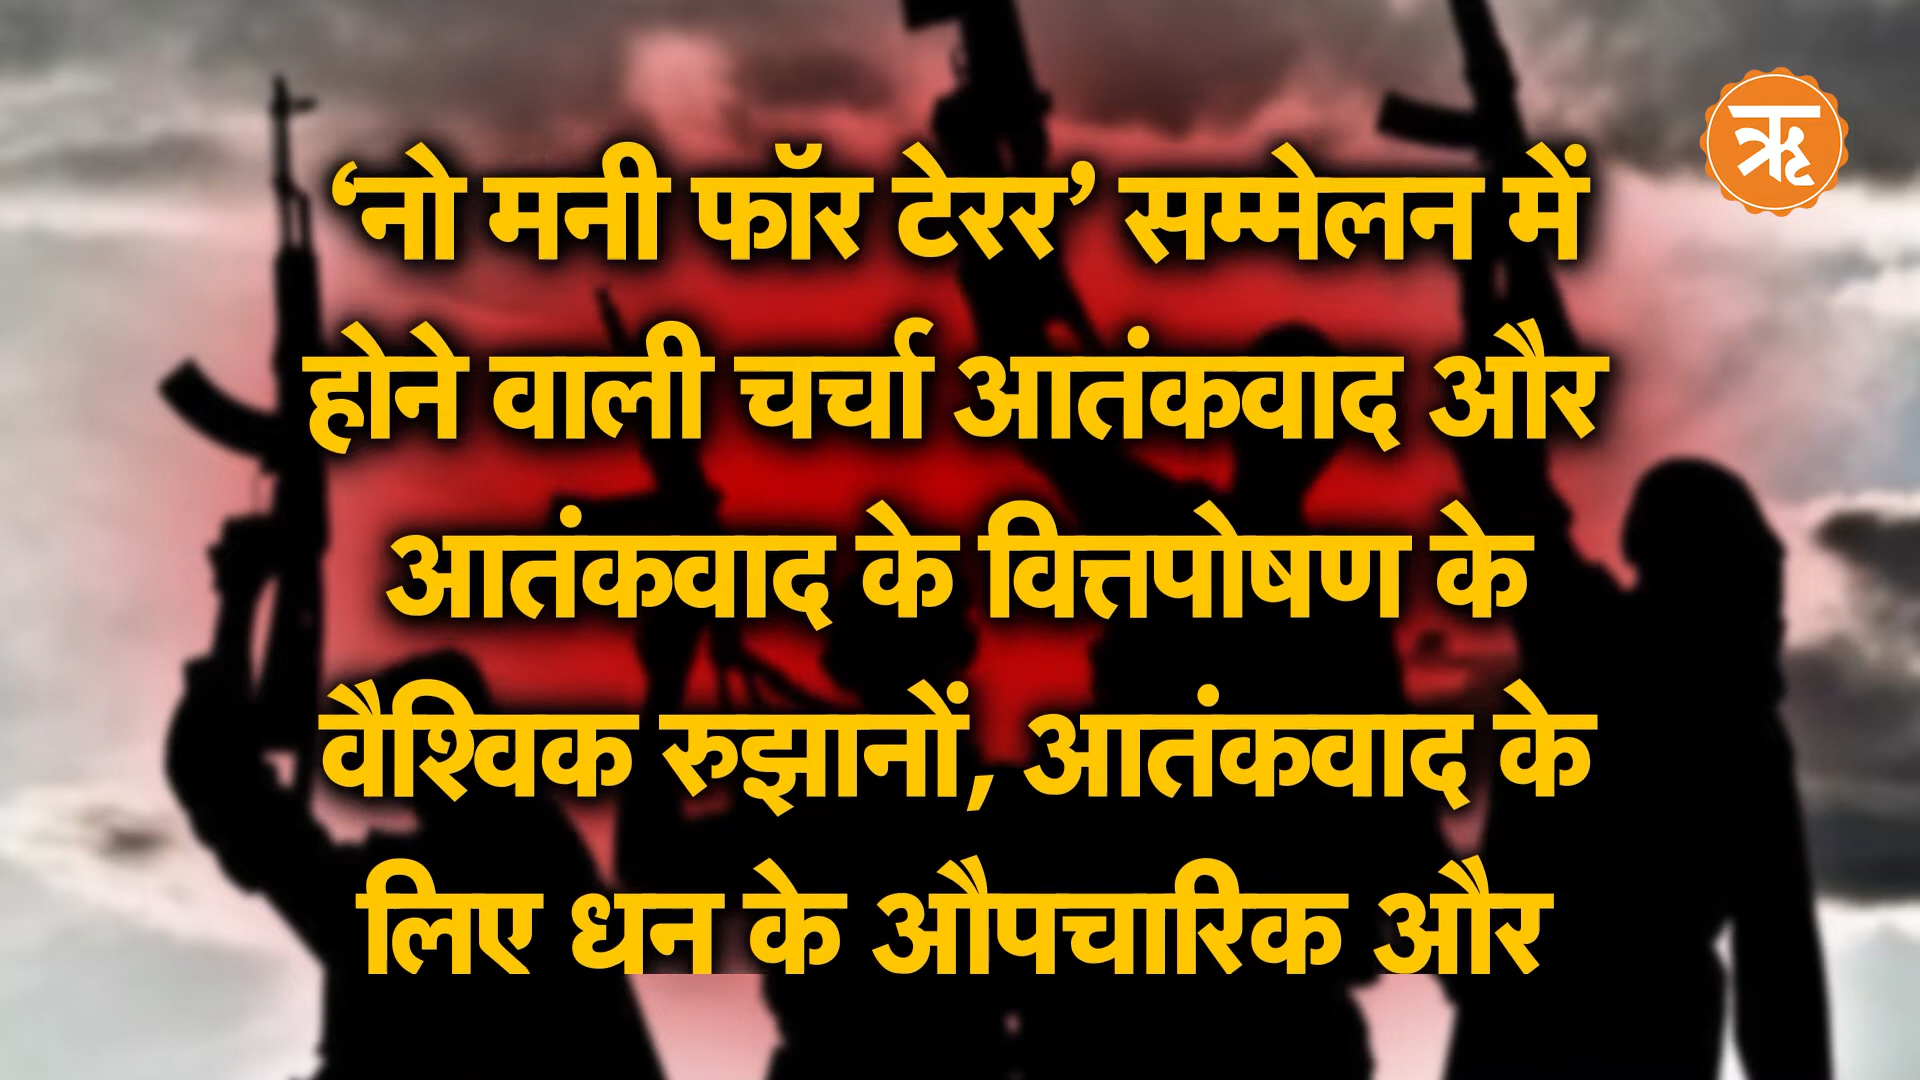 ऋ
‘नो मनी फॉर टेरर’ सम्मेलन में
होने वाली चर्चा आतंकवाद और
आतंकवाद के वित्तपोषण के
वैश्विक रुझानों, आतंकवाद के
लिए धन के औपचारिक और